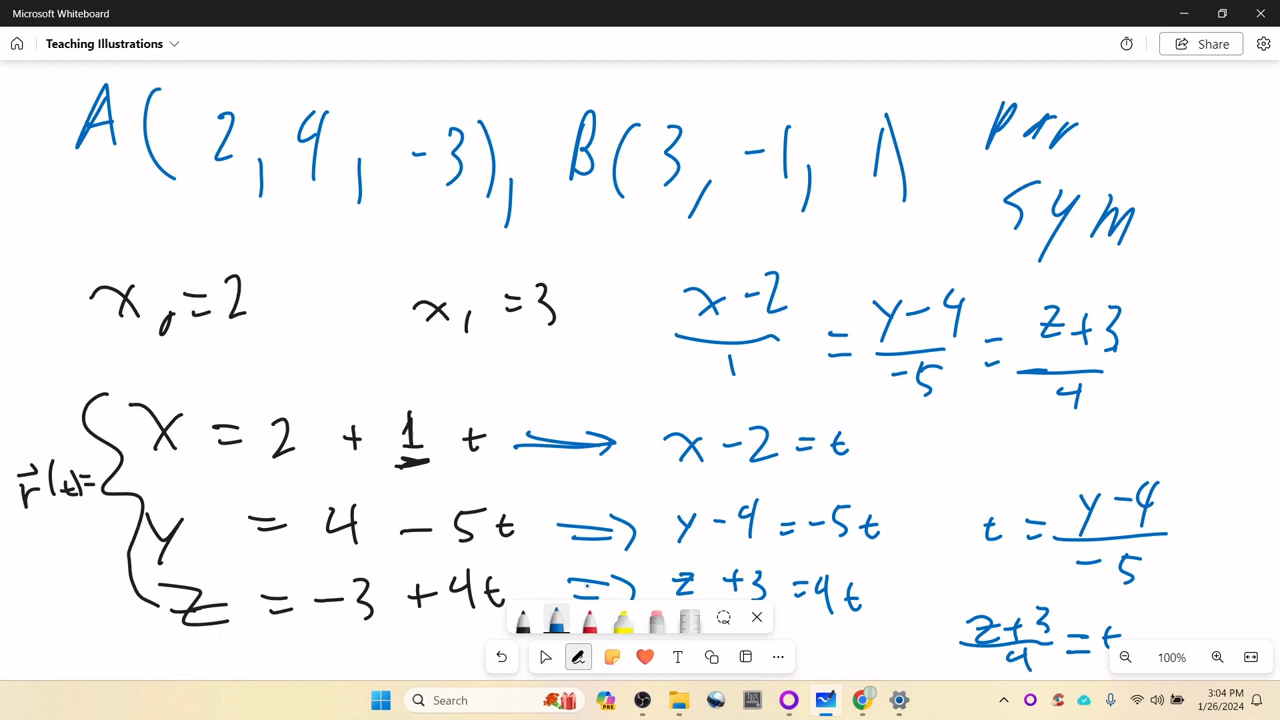 Microsoft Whiteboard
Teaching Illustrations
Share
A(2, 4, -3), B(3, -1, 1)
par
sym
x₀ = 2
x₁ = 3
x-2/1 = y-4/-5 = z+3/4
r⃗(t)=
x = 2 + 1 t → x-2 = t
y = 4 - 5t ⇒ y-4 = -5t
t = y-4/-5
z = -3 + 4t ⇒ z+3 = 4t
z+3/4 = t
100%
Search
PRE
3:04 PM
1/26/2024